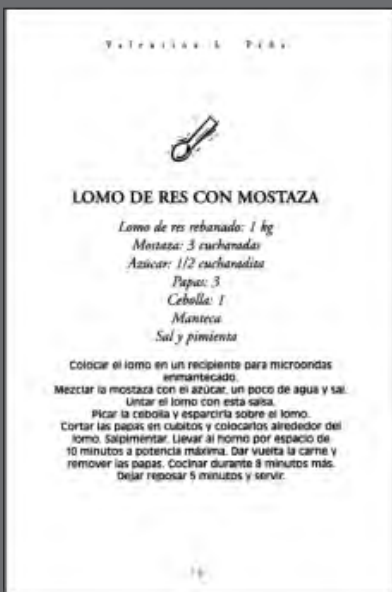 Valentina L. Peña
LOMO DE RES CON MOSTAZA
Lomo de res rebanado: 1 kg
Mostaza: 3 cucharadas
Azúcar: 1/2 cucharadita
Papas: 3
Cebolla: 1
Manteca
Sal y pimienta
Colocar el lomo en un recipiente para microondas
enmantecado.
Mezclar la mostaza con el azúcar, un poco de agua y sal.
Untar el lomo con esta salsa.
Picar la cebolla y esparcirla sobre el lomo.
Cortar las papas en cubitos y colocarlos alrededor del
lomo. Salpimentar. Llevar al horno por espacio de
10 minutos a potencia máxima. Dar vuelta la carne y
remover las papas. Cocinar durante 8 minutos más.
Dejar reposar 5 minutos y servir.